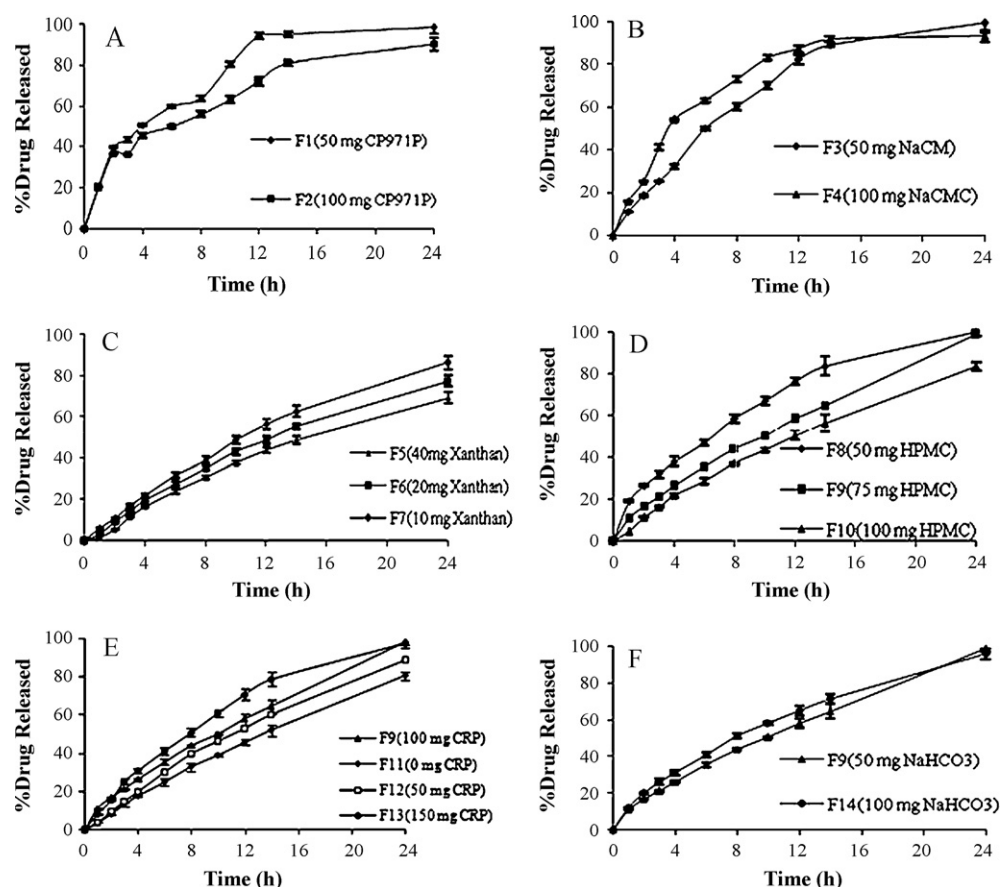 A
%Drug Released
100
80
60
40
20
0
F1(50 mg CP971P)
F2(100 mg CP971P)
0 4 8 12 16 20 24
Time (h)
B
%Drug Released
100
80
60
40
20
0
F3(50 mg NaCM)
F4(100 mg NaCMC)
0 4 8 12 16 20 24
Time (h)
C
%Drug Released
100
80
60
40
20
0
F5(40mg Xanthan)
F6(20mg Xanthan)
F7(10 mg Xanthan)
0 4 8 12 16 20 24
Time (h)
D
%Drug Released
100
80
60
40
20
0
F8(50 mg HPMC)
F9(75 mg HPMC)
F10(100 mg HPMC)
0 4 8 12 16 20 24
Time (h)
E
%Drug Released
100
80
60
40
20
0
F9(100 mg CRP)
F11(0 mg CRP)
F12(50 mg CRP)
F13(150 mg CRP)
0 4 8 12 16 20 24
Time (h)
F
%Drug Released
100
80
60
40
20
0
F9(50 mg NaHCO3)
F14(100 mg NaHCO3)
0 4 8 12 16 20 24
Time (h)